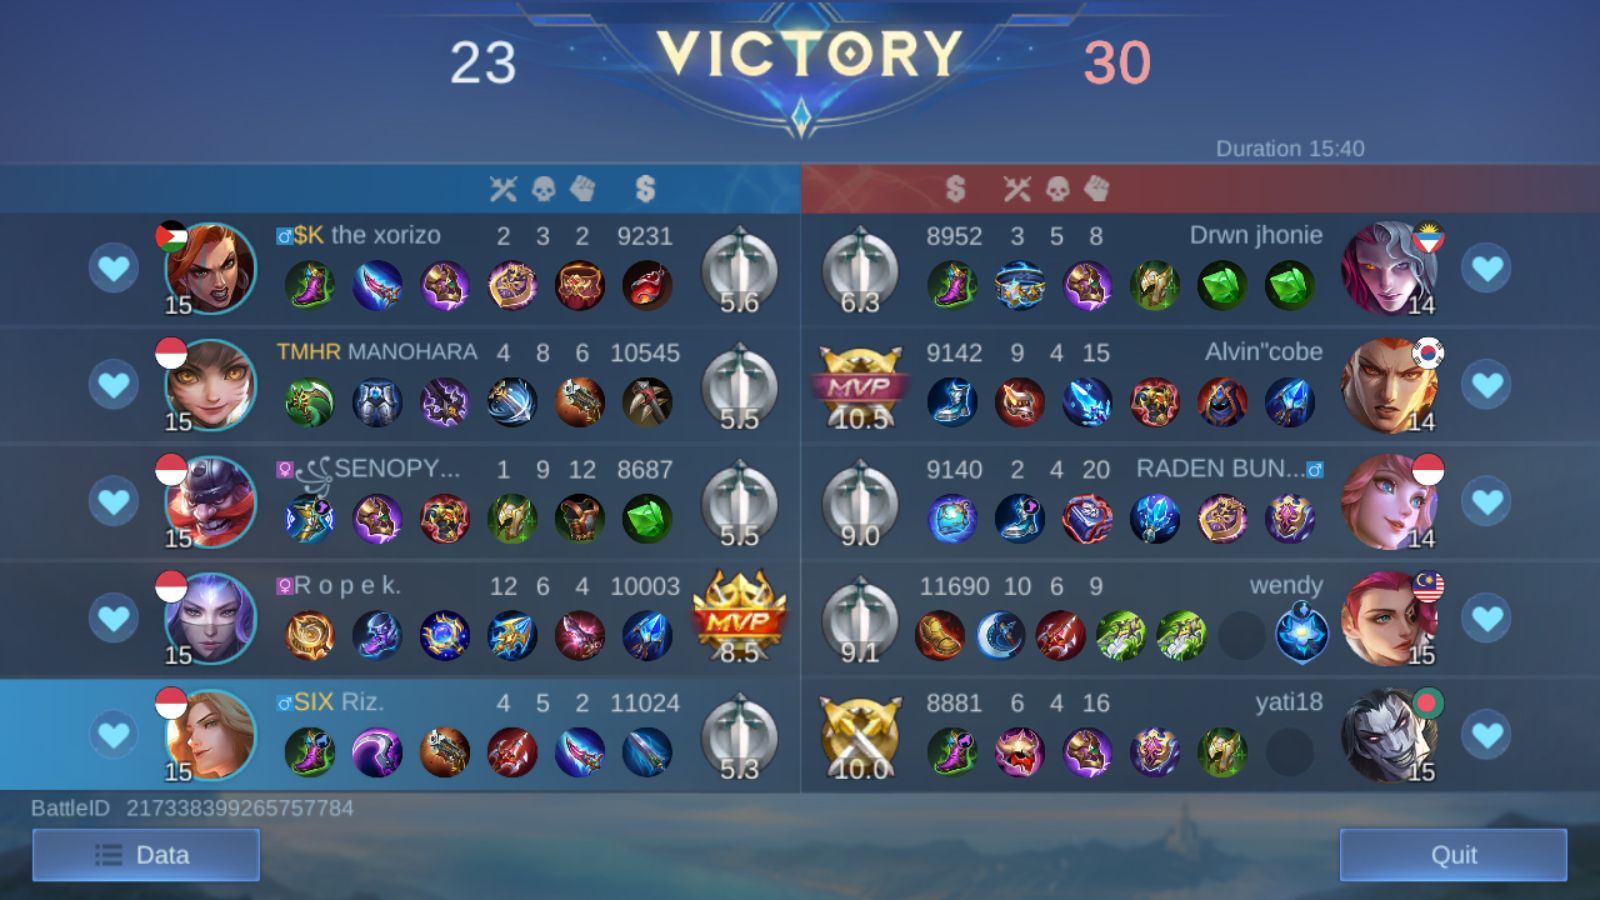 23 VICTORY 30
Duration 15:40
$K the xorizo 2 3 2 9231
15 5.6
8952 3 5 8 Drwn jhonie
6.3 14
TMHR MANOHARA 4 8 6 10545
15 5.5
9142 9 4 15 Alvin"cobe
MVP 10.5 14
SENOPY... 1 9 12 8687
15 5.5
9140 2 4 20 RADEN BUN...
9.0 14
R o p e k. 12 6 4 10003
15 MVP 8.5
11690 10 6 9 wendy
9.1 15
SIX Riz. 4 5 2 11024
15 5.3
8881 6 4 16 yati18
10.0 15
BattleID 217338399265757784
Data
Quit